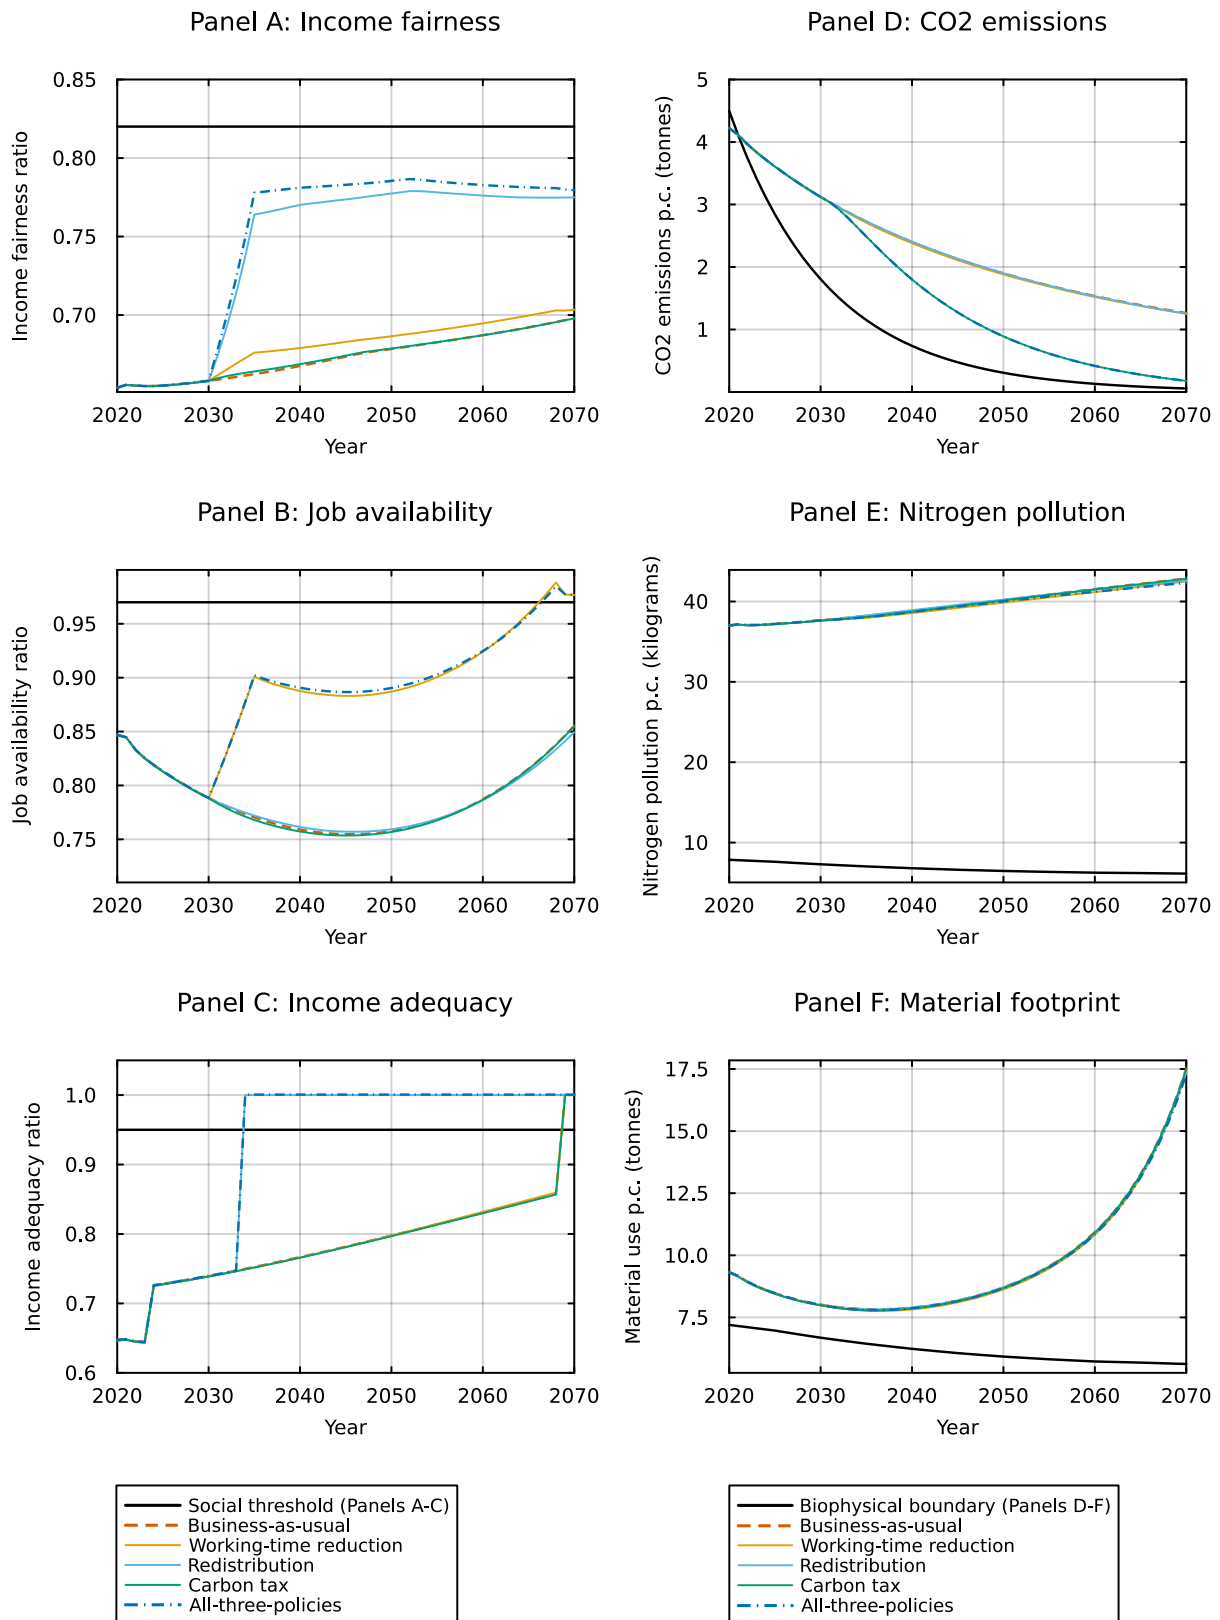 Panel A: Income fairness
0.85
0.80
0.75
0.70
Income fairness ratio
2020 2030 2040 2050 2060 2070
Year
Panel D: CO2 emissions
5
4
3
2
1
CO2 emissions p.c. (tonnes)
2020 2030 2040 2050 2060 2070
Year
Panel B: Job availability
0.95
0.90
0.85
0.80
0.75
Job availability ratio
2020 2030 2040 2050 2060 2070
Year
Panel E: Nitrogen pollution
40
30
20
10
Nitrogen pollution p.c. (kilograms)
2020 2030 2040 2050 2060 2070
Year
Panel C: Income adequacy
1.0
0.9
0.8
0.7
0.6
Income adequacy ratio
2020 2030 2040 2050 2060 2070
Year
Panel F: Material footprint
17.5
15.0
12.5
10.0
7.5
Material use p.c. (tonnes)
2020 2030 2040 2050 2060 2070
Year
Social threshold (Panels A-C)
Business-as-usual
Working-time reduction
Redistribution
Carbon tax
All-three-policies
Biophysical boundary (Panels D-F)
Business-as-usual
Working-time reduction
Redistribution
Carbon tax
All-three-policies